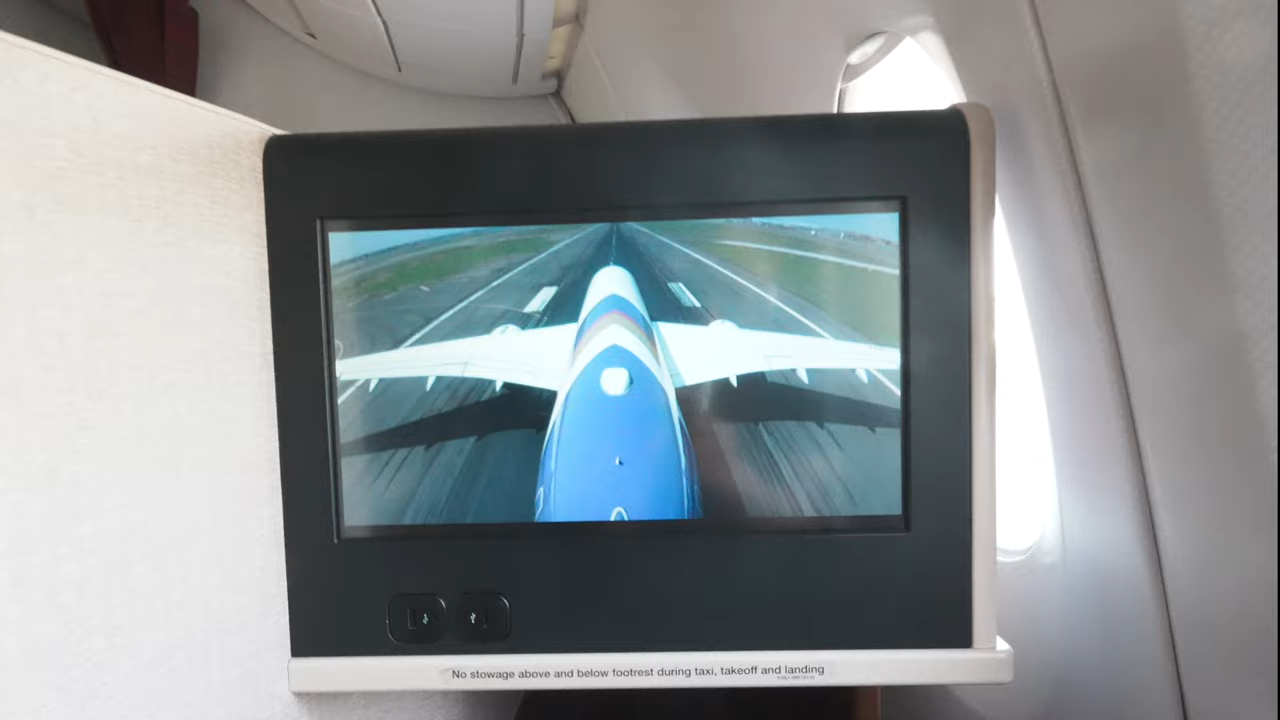 No stowage above and below footrest during taxi, takeoff and landing